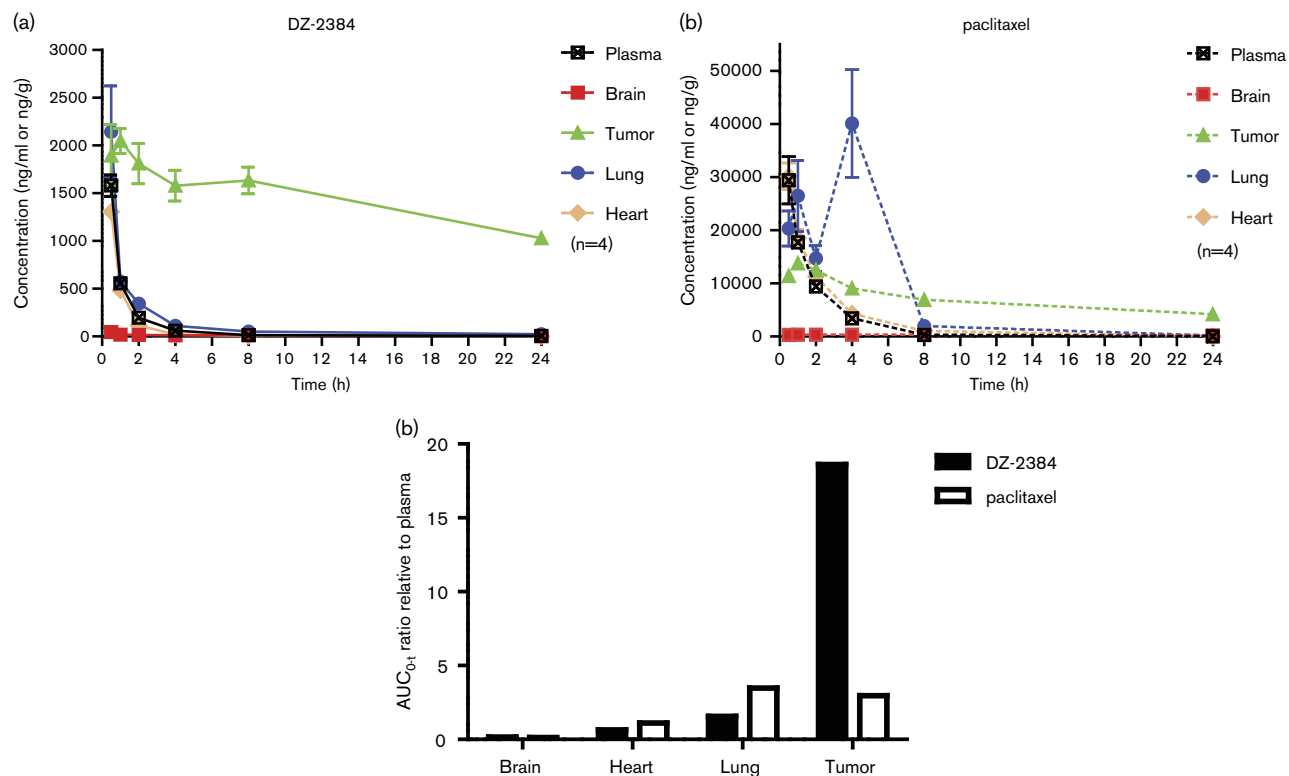 (a)
DZ-2384
Concentration (ng/ml or ng/g)
3000
2500
2000
1500
1000
500
0
0 2 4 6 8 10 12 14 16 18 20 22 24
Time (h)
Plasma
Brain
Tumor
Lung
Heart
(n=4)
(b)
paclitaxel
Concentration (ng/ml or ng/g)
50000
40000
30000
20000
10000
0
0 2 4 6 8 10 12 14 16 18 20 22 24
Time (h)
Plasma
Brain
Tumor
Lung
Heart
(n=4)
(b)
AUC0-t ratio relative to plasma
20
15
10
5
0
Brain Heart Lung Tumor
DZ-2384
paclitaxel